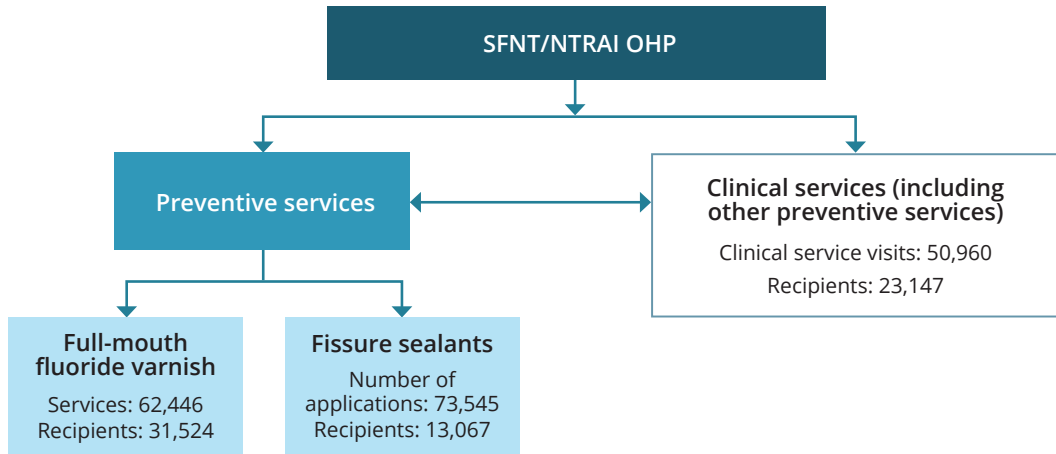 SFNT/NTRAI OHP
Preventive services
Clinical services (including
other preventive services)
Clinical service visits: 50,960
Recipients: 23,147
Full-mouth
fluoride varnish
Services: 62,446
Recipients: 31,524
Fissure sealants
Number of
applications: 73,545
Recipients: 13,067